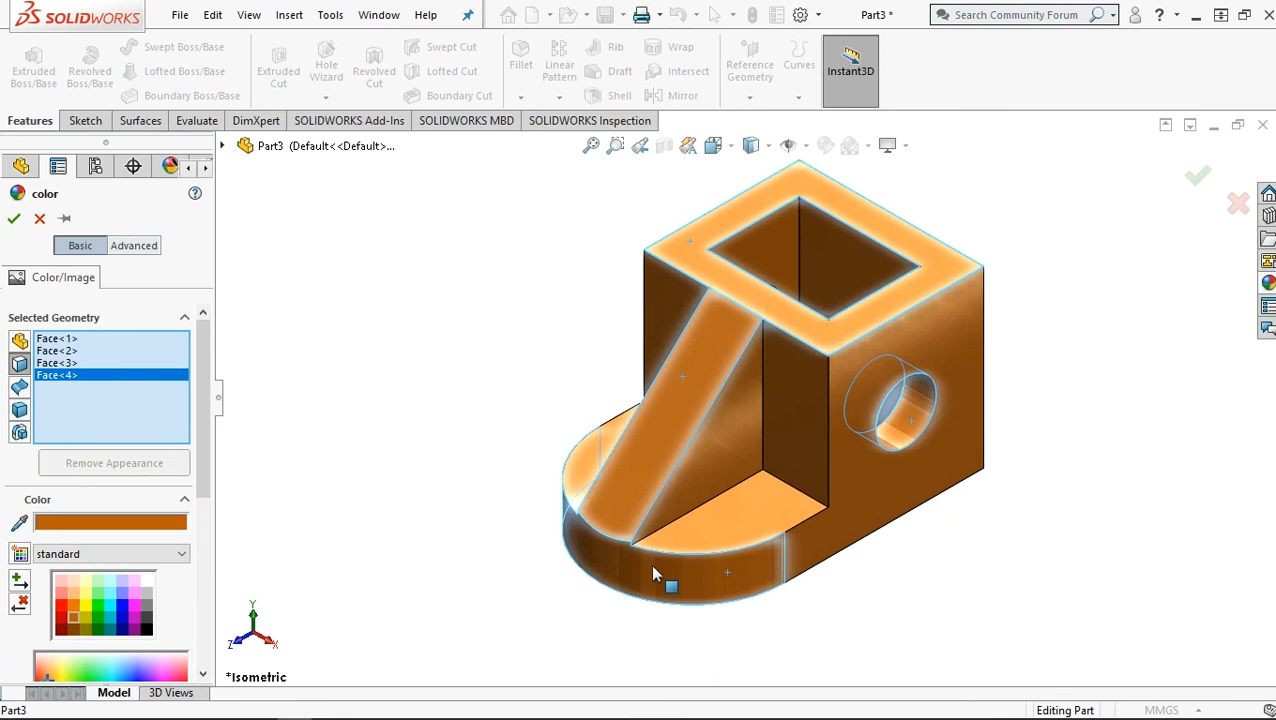 SOLIDWORKS File Edit View Insert Tools Window Help Part3 * Search Community Forum ?
Extruded Boss/Base
Revolved Boss/Base
Swept Boss/Base
Lofted Boss/Base
Boundary Boss/Base
Extruded Cut
Hole Wizard
Revolved Cut
Swept Cut
Lofted Cut
Boundary Cut
Fillet
Linear Pattern
Rib
Draft
Shell
Wrap
Intersect
Mirror
Reference Geometry
Curves
Instant3D
Features Sketch Surfaces Evaluate DimXpert SOLIDWORKS Add-Ins SOLIDWORKS MBD SOLIDWORKS Inspection
Part3 (Default<<Default>...
color ?
Basic Advanced
Color/Image
Selected Geometry
Face<1>
Face<2>
Face<3>
Face<4>
Remove Appearance
Color
standard
Y
Z X
*Isometric
Model 3D Views
Part3 Editing Part MMGS